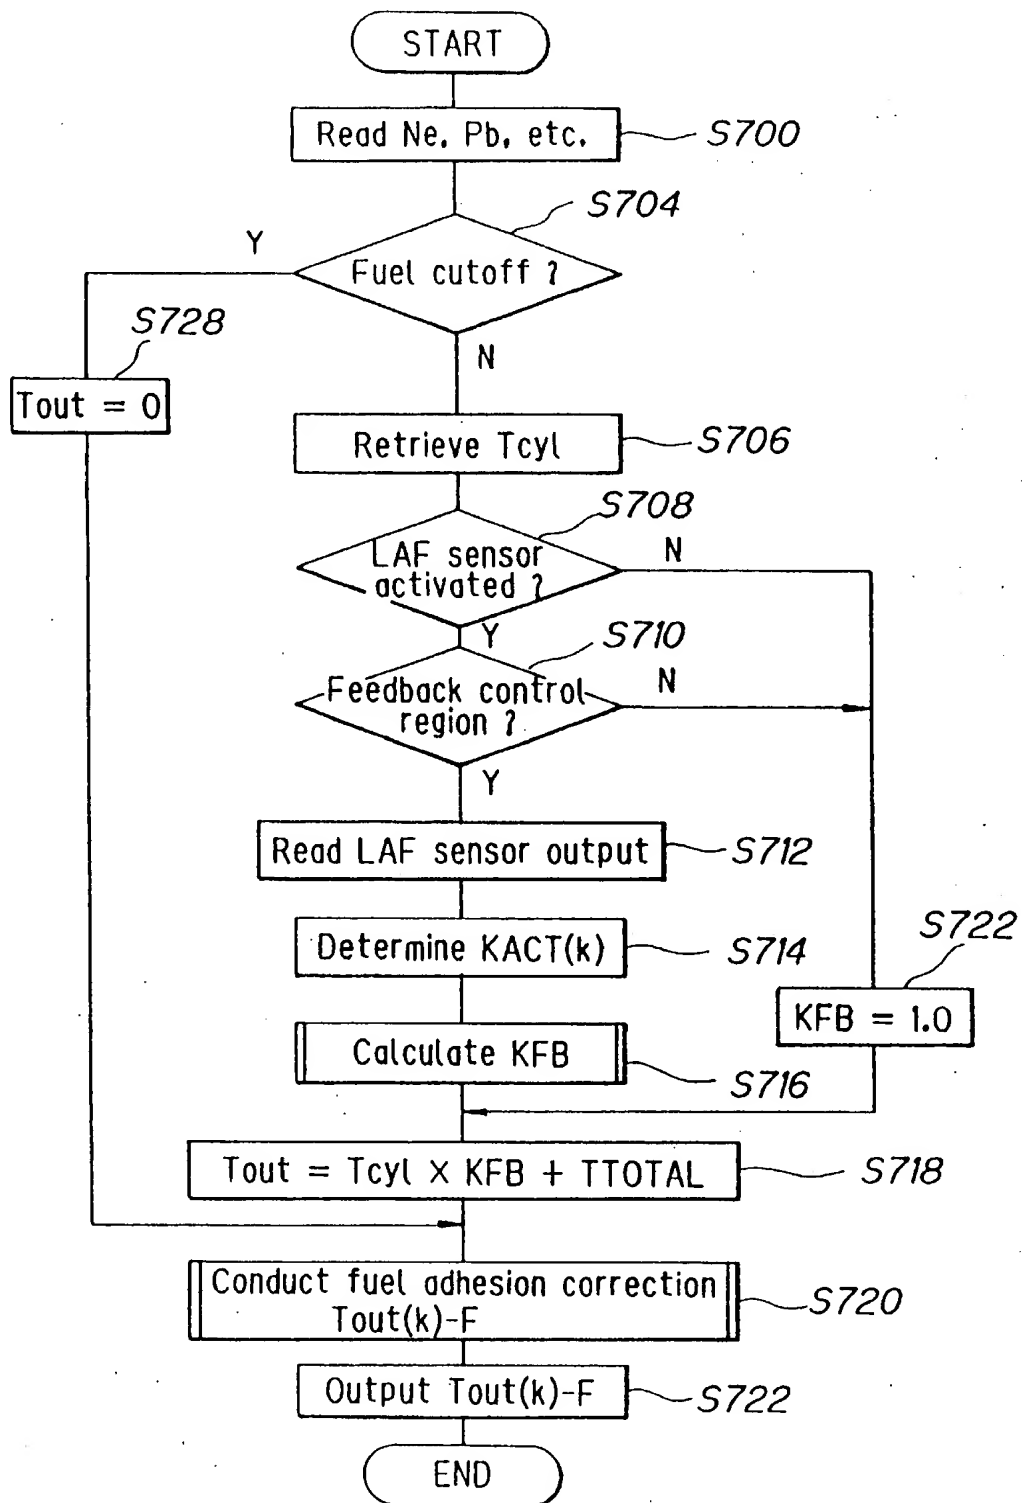 START
Read Ne, Pb, etc.
S700
S704
Y
Fuel cutoff ?
S728
N
Tout = 0
Retrieve Tcyl
S706
S708
LAF sensor
activated ?
N
Y
S710
Feedback control
region ?
N
Y
Read LAF sensor output
S712
Determine KACT(k)
S714
S722
KFB = 1.0
Calculate KFB
S716
Tout = Tcyl × KFB + TTOTAL
S718
Conduct fuel adhesion correction
Tout(k)-F
S720
Output Tout(k)-F
S722
END